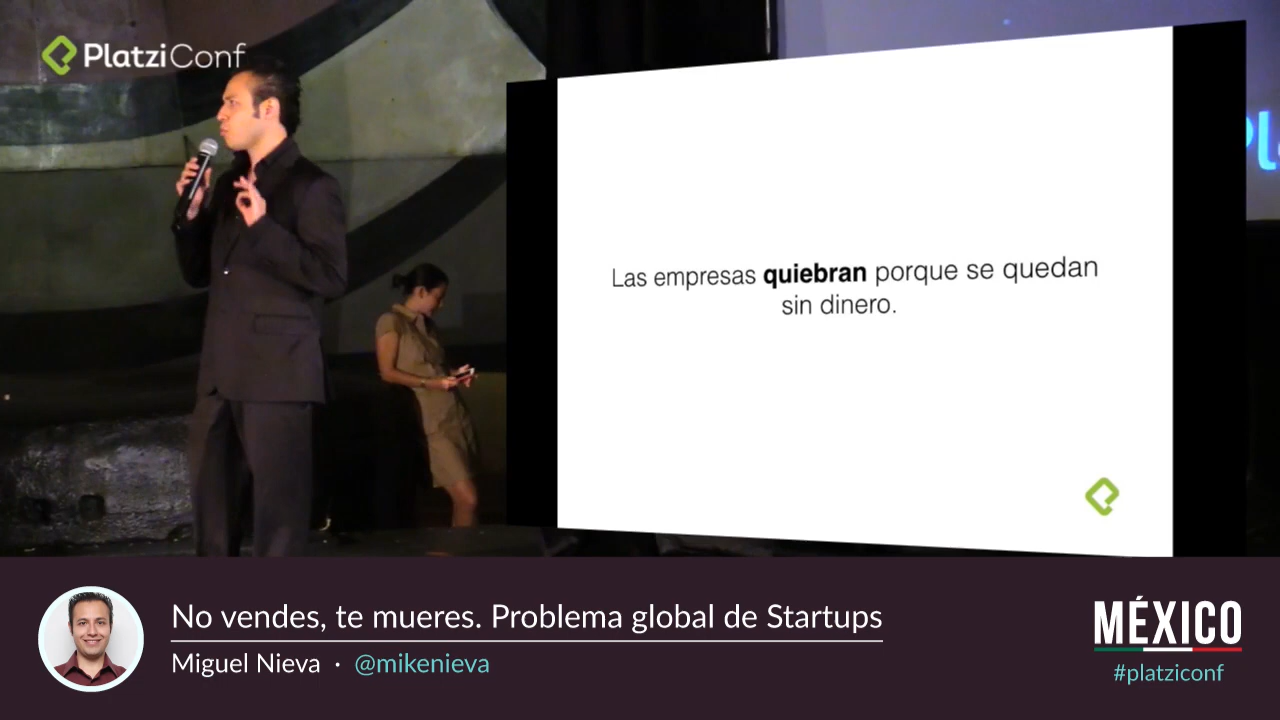 PlatziConf
Pl
Las empresas quiebran porque se quedan
sin dinero.
No vendes, te mueres. Problema global de Startups
Miguel Nieva · @mikenieva
MÉXICO
#platziconf